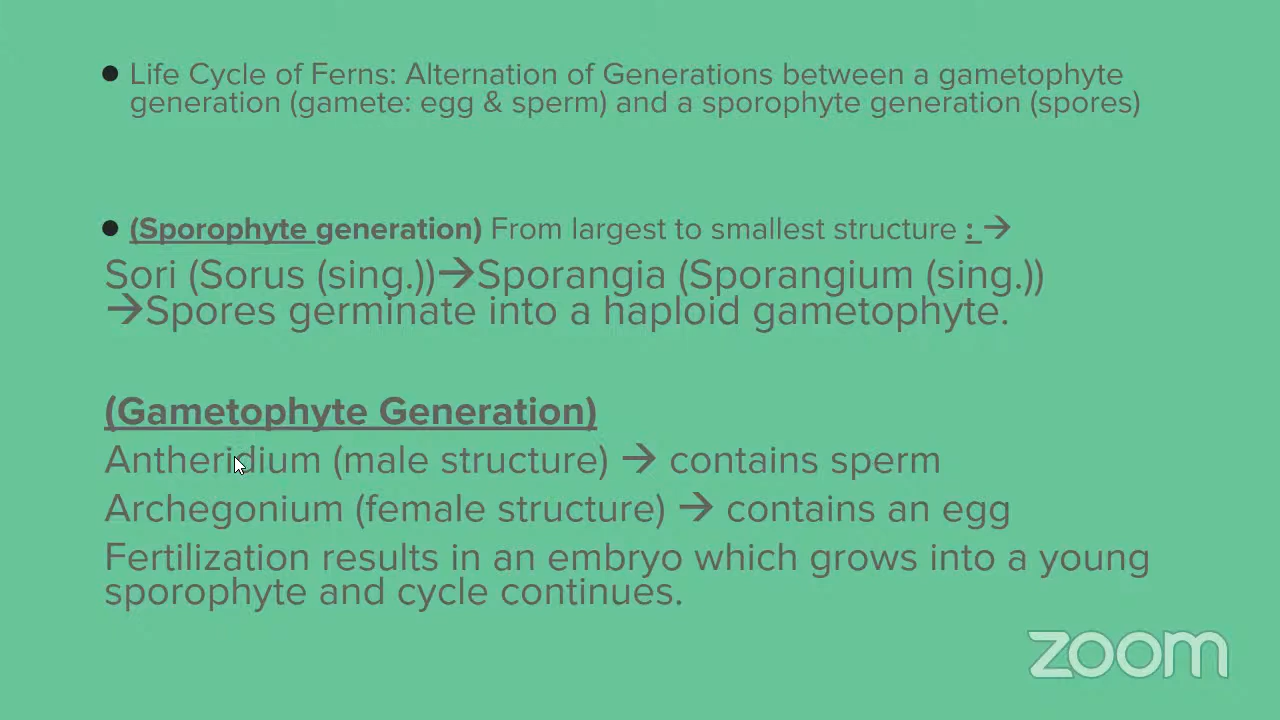 ● Life Cycle of Ferns: Alternation of Generations between a gametophyte
generation (gamete: egg & sperm) and a sporophyte generation (spores)
● (Sporophyte generation) From largest to smallest structure : →
Sori (Sorus (sing.))→Sporangia (Sporangium (sing.))
→Spores germinate into a haploid gametophyte.
(Gametophyte Generation)
Antheridium (male structure) → contains sperm
Archegonium (female structure) → contains an egg
Fertilization results in an embryo which grows into a young
sporophyte and cycle continues.
zoom